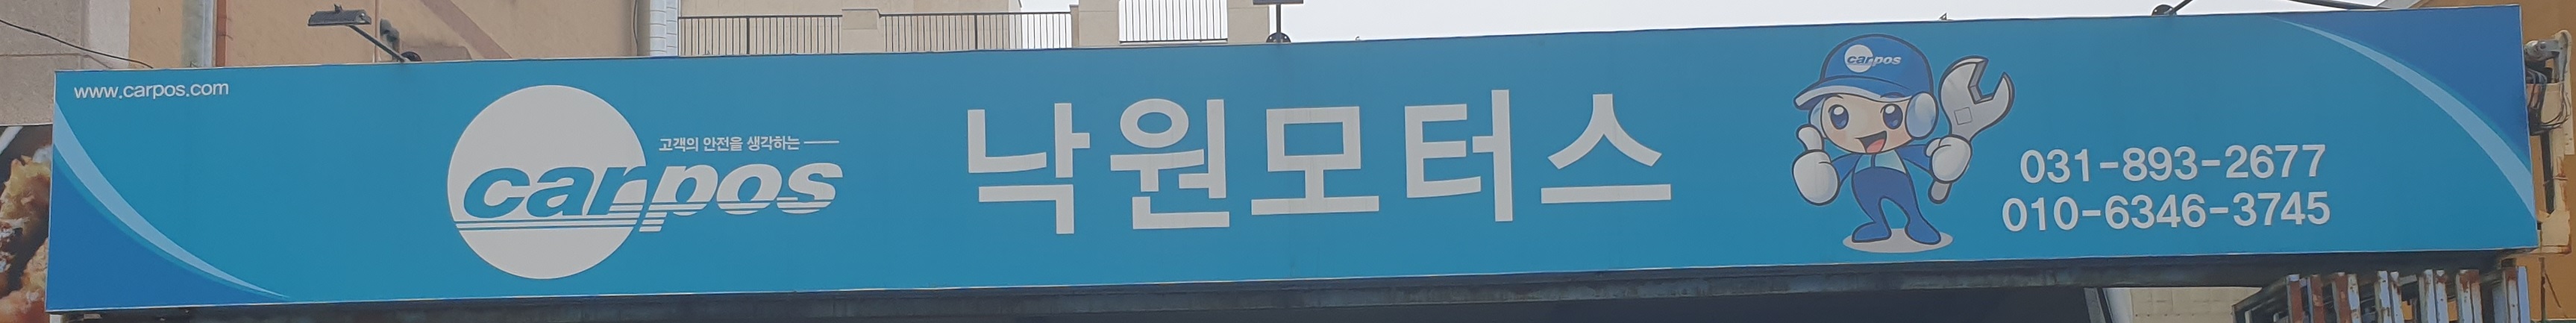 www.carpos.com
고객의 안전을 생각하는
carpos
낙원모터스
carpos
031-893-2677
010-6346-3745